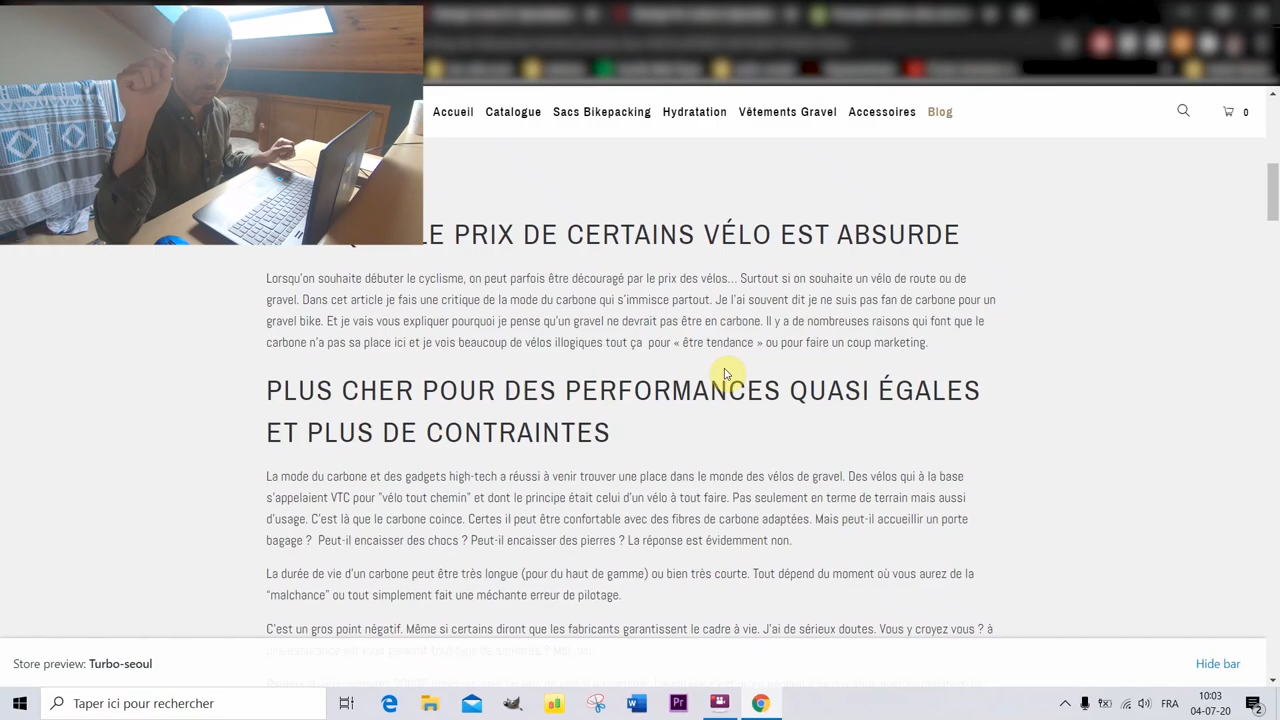 Accueil Catalogue Sacs Bikepacking Hydratation Vêtements Gravel Accessoires Blog
0
LE PRIX DE CERTAINS VÉLO EST ABSURDE
Lorsqu'on souhaite débuter le cyclisme, on peut parfois être découragé par le prix des vélos... Surtout si on souhaite un vélo de route ou de
gravel. Dans cet article je fais une critique de la mode du carbone qui s'immisce partout. Je l'ai souvent dit je ne suis pas fan de carbone pour un
gravel bike. Et je vais vous expliquer pourquoi je pense qu'un gravel ne devrait pas être en carbone. Il y a de nombreuses raisons qui font que le
carbone n'a pas sa place ici et je vois beaucoup de vélos illogiques tout ça pour « être tendance » ou pour faire un coup marketing.
PLUS CHER POUR DES PERFORMANCES QUASI ÉGALES
ET PLUS DE CONTRAINTES
La mode du carbone et des gadgets high-tech a réussi à venir trouver une place dans le monde des vélos de gravel. Des vélos qui à la base
s'appelaient VTC pour "vélo tout chemin" et dont le principe était celui d'un vélo à tout faire. Pas seulement en terme de terrain mais aussi
d'usage. C'est là que le carbone coince. Certes il peut être confortable avec des fibres de carbone adaptées. Mais peut-il accueillir un porte
bagage ? Peut-il encaisser des chocs ? Peut-il encaisser des pierres ? La réponse est évidemment non.
La durée de vie d'un carbone peut être très longue (pour du haut de gamme) ou bien très courte. Tout dépend du moment où vous aurez de la
"malchance" ou tout simplement fait une méchante erreur de pilotage.
C'est un gros point négatif. Même si certains diront que les fabricants garantissent le cadre à vie. J'ai de sérieux doutes. Vous y croyez vous ? à
Store preview: Turbo-seoul
Hide bar
Taper ici pour rechercher
FRA
10:03
04-07-20
2